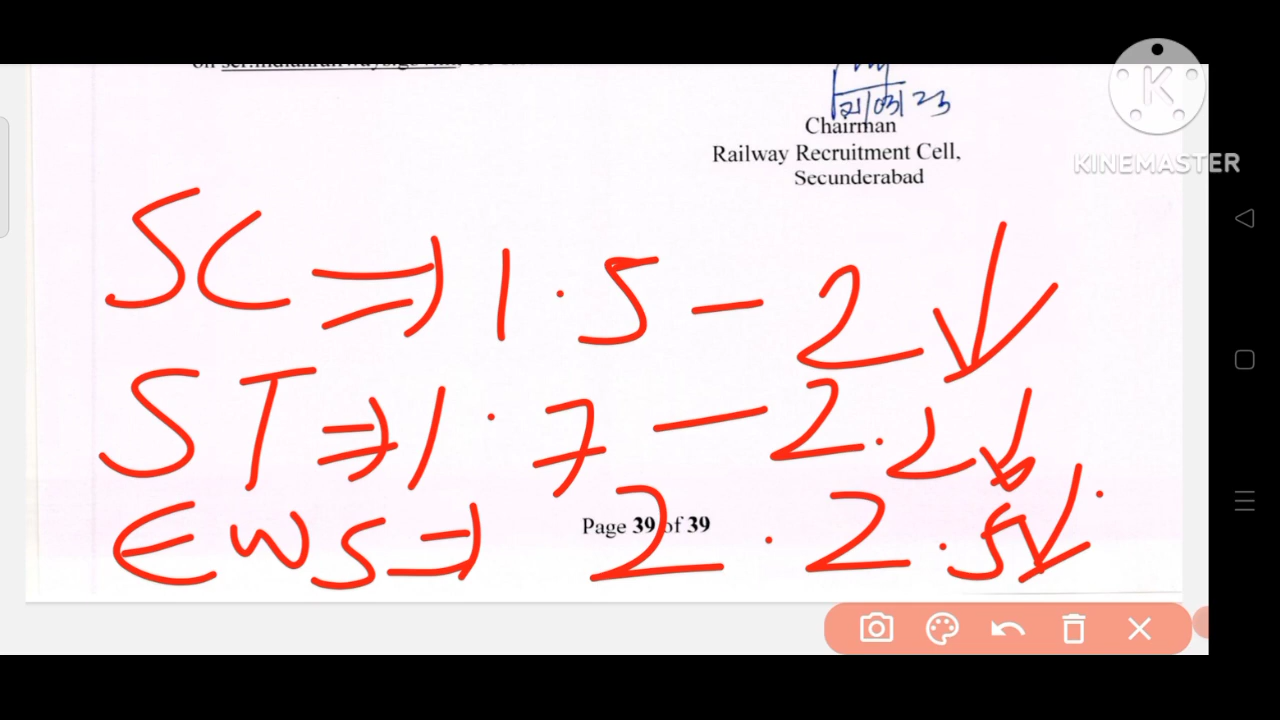 21/03/23
Chairman
Railway Recruitment Cell,
Secunderabad
KINEMASTER
SC ⇒ 1.5 - 2 ↓
ST ⇒ 1.7 - 2.2 ↓
EWS ⇒ 2 . 2.5 ↓.
Page 39 of 39